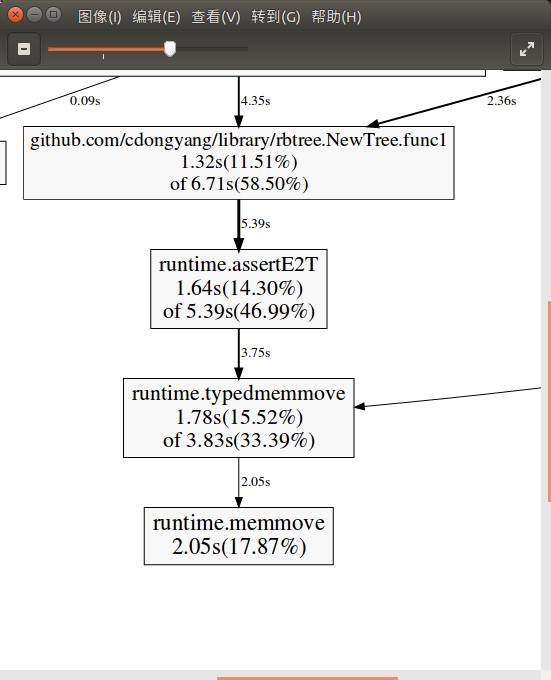 图像(I) 编辑(E) 查看(V) 转到(G) 帮助(H)
0.09s
4.35s
2.36s
github.com/cdongyang/library/rbtree.NewTree.func1
1.32s(11.51%)
of 6.71s(58.50%)
5.39s
runtime.assertE2T
1.64s(14.30%)
of 5.39s(46.99%)
3.75s
runtime.typedmemmove
1.78s(15.52%)
of 3.83s(33.39%)
2.05s
runtime.memmove
2.05s(17.87%)